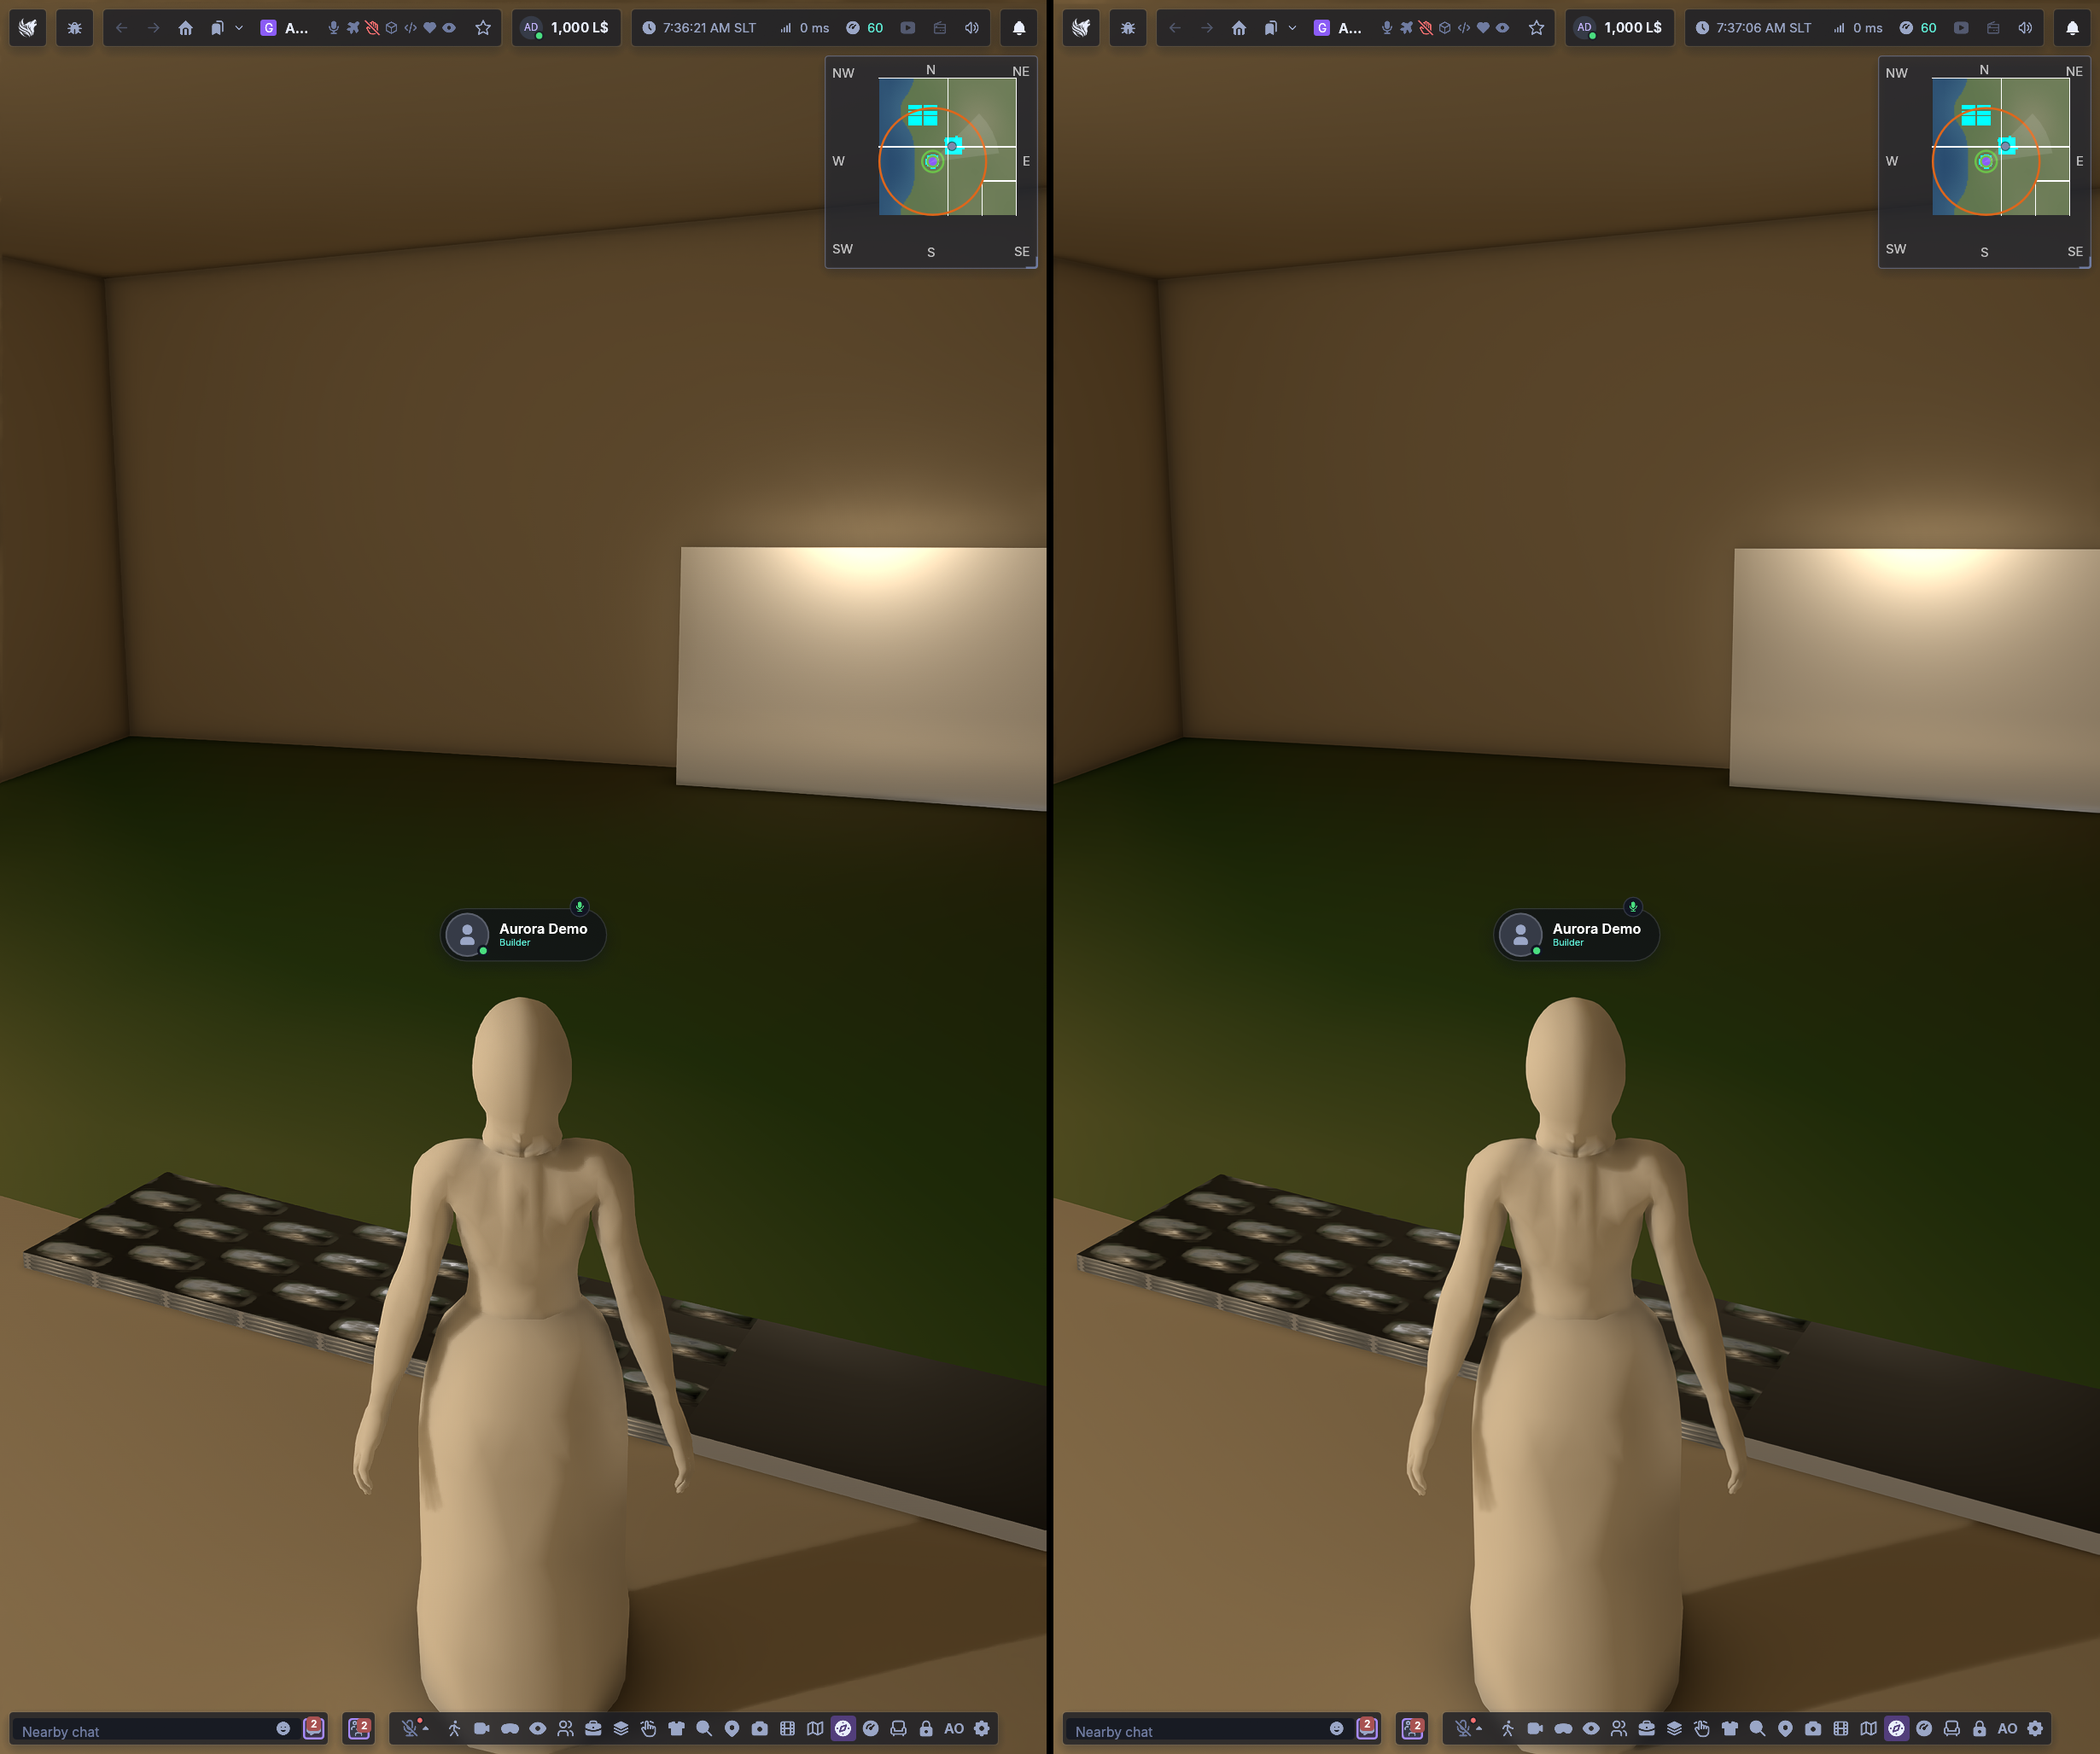 G A... AD 1,000 L$ 7:36:21 AM SLT 0 ms 60
NW N NE
W E
SW S SE
Aurora Demo
Builder
Nearby chat 2 2 AO
G A... AD 1,000 L$ 7:37:06 AM SLT 0 ms 60
NW N NE
W E
SW S SE
Aurora Demo
Builder
Nearby chat 2 2 AO